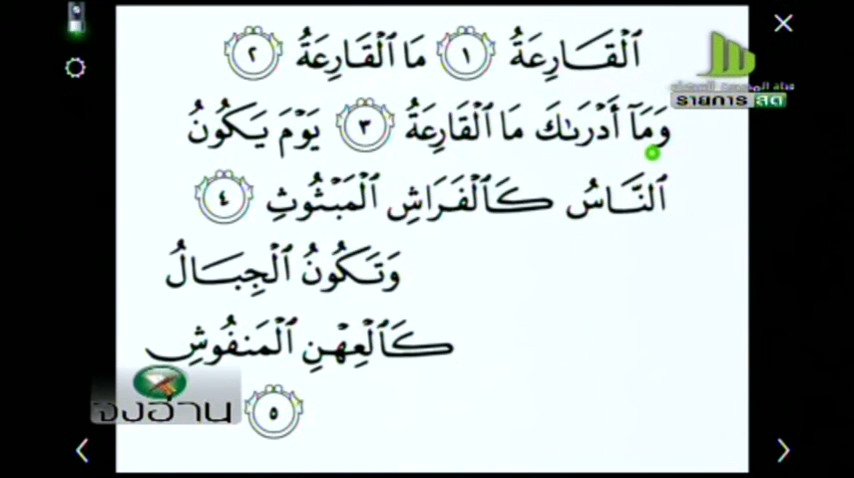 ٱلۡقَارِعَةُ ١ مَا ٱلۡقَارِعَةُ ٢
وَمَآ أَدۡرَىٰكَ مَا ٱلۡقَارِعَةُ ٣ يَوۡمَ يَكُونُ
ٱلنَّاسُ كَٱلۡفَرَاشِ ٱلۡمَبۡثُوثِ ٤
وَتَكُونُ ٱلۡجِبَالُ
كَٱلۡعِهۡنِ ٱلۡمَنفُوشِ
٥
รายการ สด
จงอ่าน